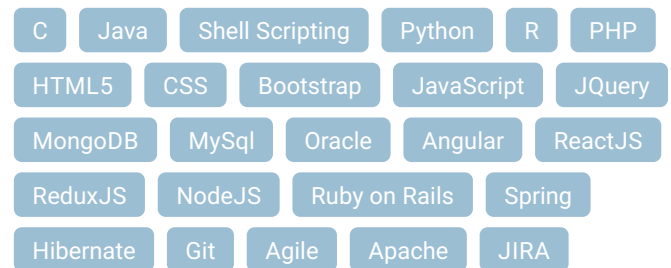 C Java Shell Scripting Python R PHP
HTML5 CSS Bootstrap JavaScript JQuery
MongoDB MySql Oracle Angular ReactJS
ReduxJS NodeJS Ruby on Rails Spring
Hibernate Git Agile Apache JIRA